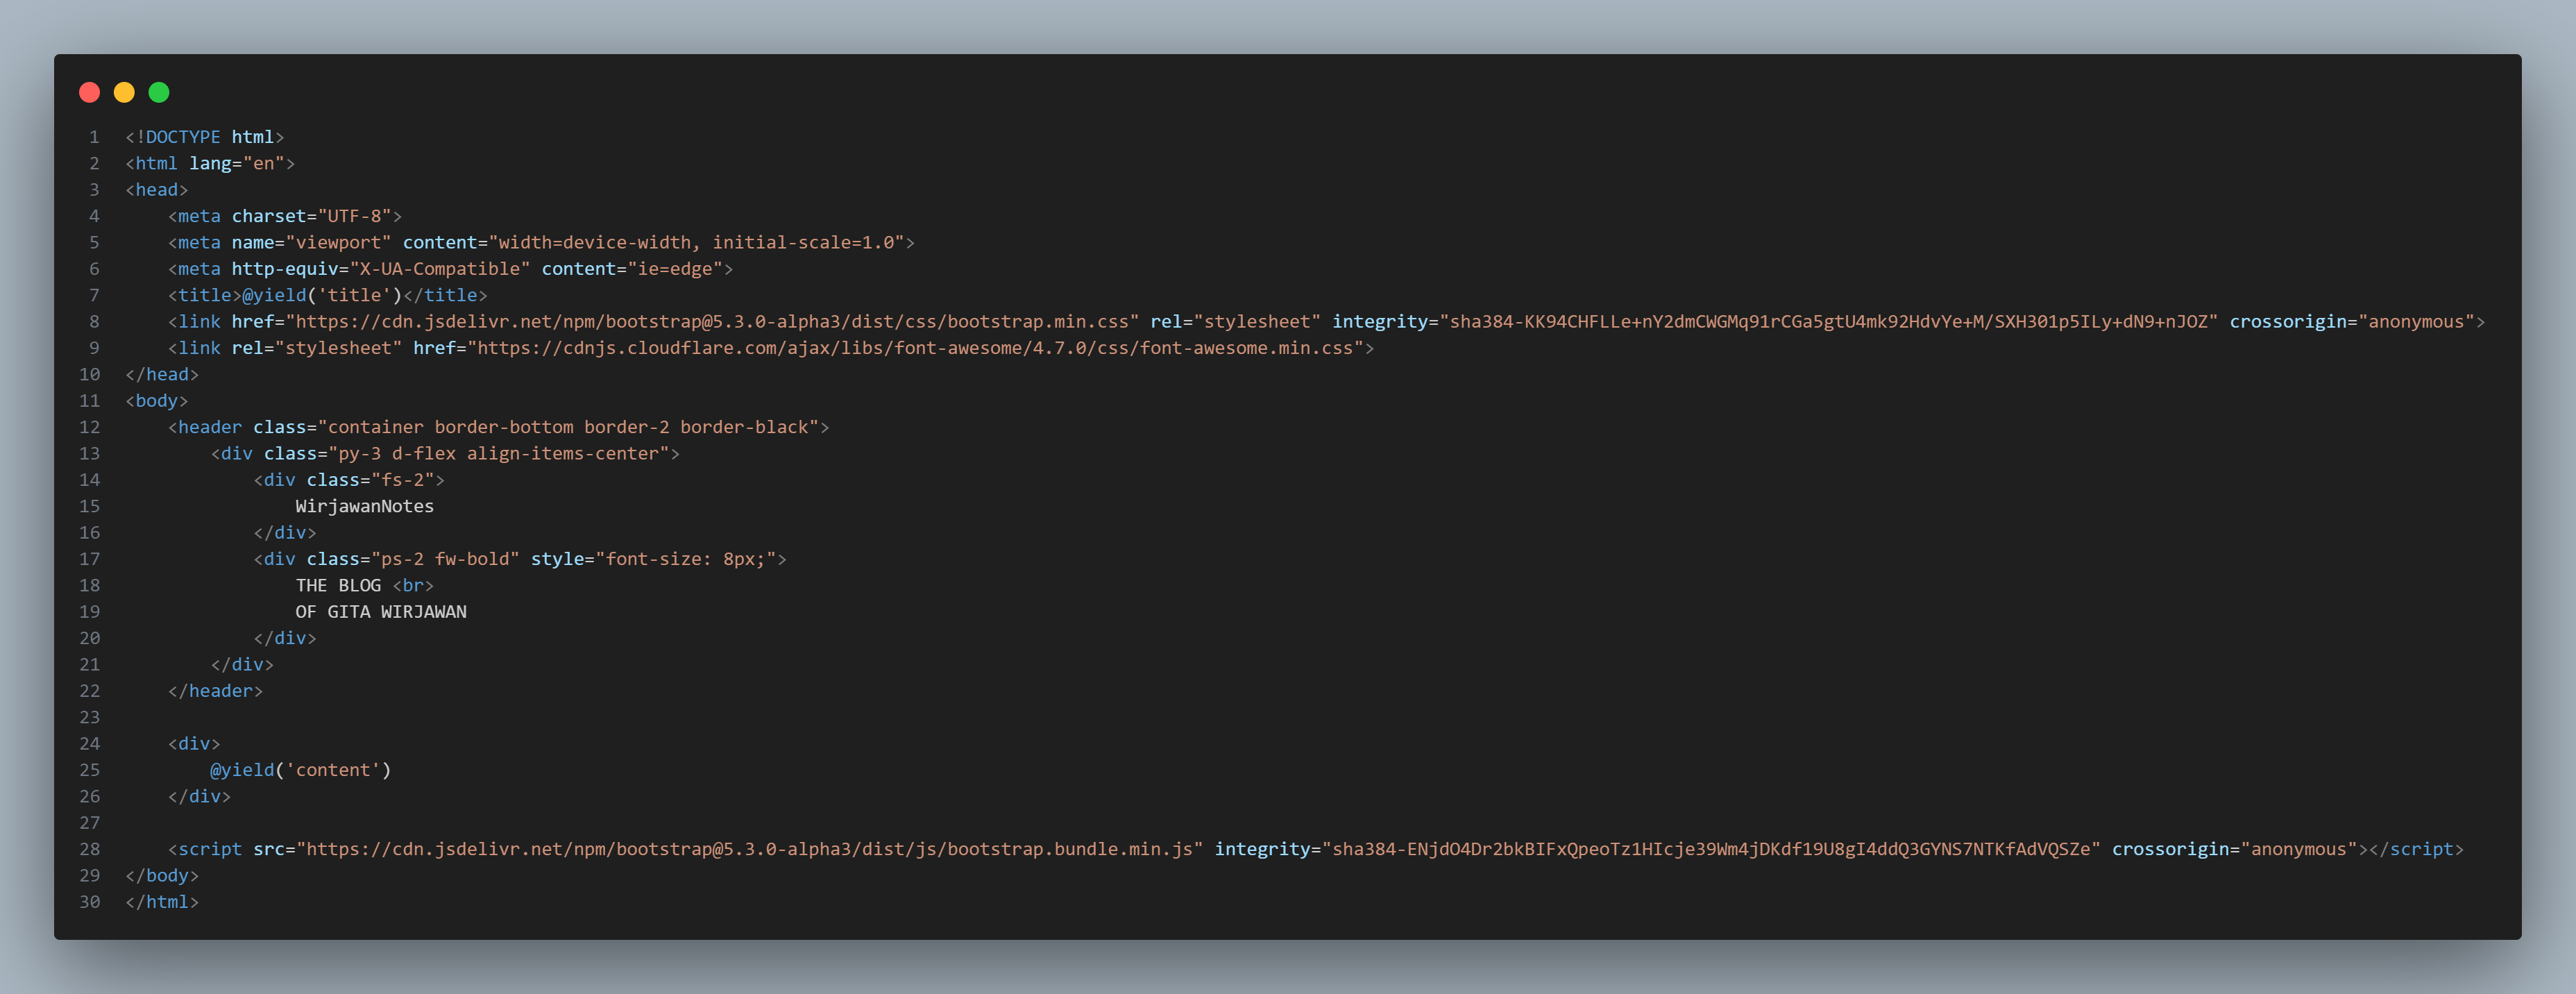 1 <!DOCTYPE html>
2 <html lang="en">
3 <head>
4     <meta charset="UTF-8">
5     <meta name="viewport" content="width=device-width, initial-scale=1.0">
6     <meta http-equiv="X-UA-Compatible" content="ie=edge">
7     <title>@yield('title')</title>
8     <link href="https://cdn.jsdelivr.net/npm/bootstrap@5.3.0-alpha3/dist/css/bootstrap.min.css" rel="stylesheet" integrity="sha384-KK94CHFLLe+nY2dmCWGMq91rCGa5gtU4mk92HdvYe+M/SXH301p5ILy+dN9+nJOZ" crossorigin="anonymous">
9     <link rel="stylesheet" href="https://cdnjs.cloudflare.com/ajax/libs/font-awesome/4.7.0/css/font-awesome.min.css">
10 </head>
11 <body>
12     <header class="container border-bottom border-2 border-black">
13         <div class="py-3 d-flex align-items-center">
14             <div class="fs-2">
15                 WirjawanNotes
16             </div>
17             <div class="ps-2 fw-bold" style="font-size: 8px;">
18                 THE BLOG <br>
19                 OF GITA WIRJAWAN
20             </div>
21         </div>
22     </header>
23
24     <div>
25         @yield('content')
26     </div>
27
28     <script src="https://cdn.jsdelivr.net/npm/bootstrap@5.3.0-alpha3/dist/js/bootstrap.bundle.min.js" integrity="sha384-ENjdO4Dr2bkBIFxQpeoTz1HIcje39Wm4jDKdf19U8gI4ddQ3GYNS7NTKfAdVQSZe" crossorigin="anonymous"></script>
29 </body>
30 </html>